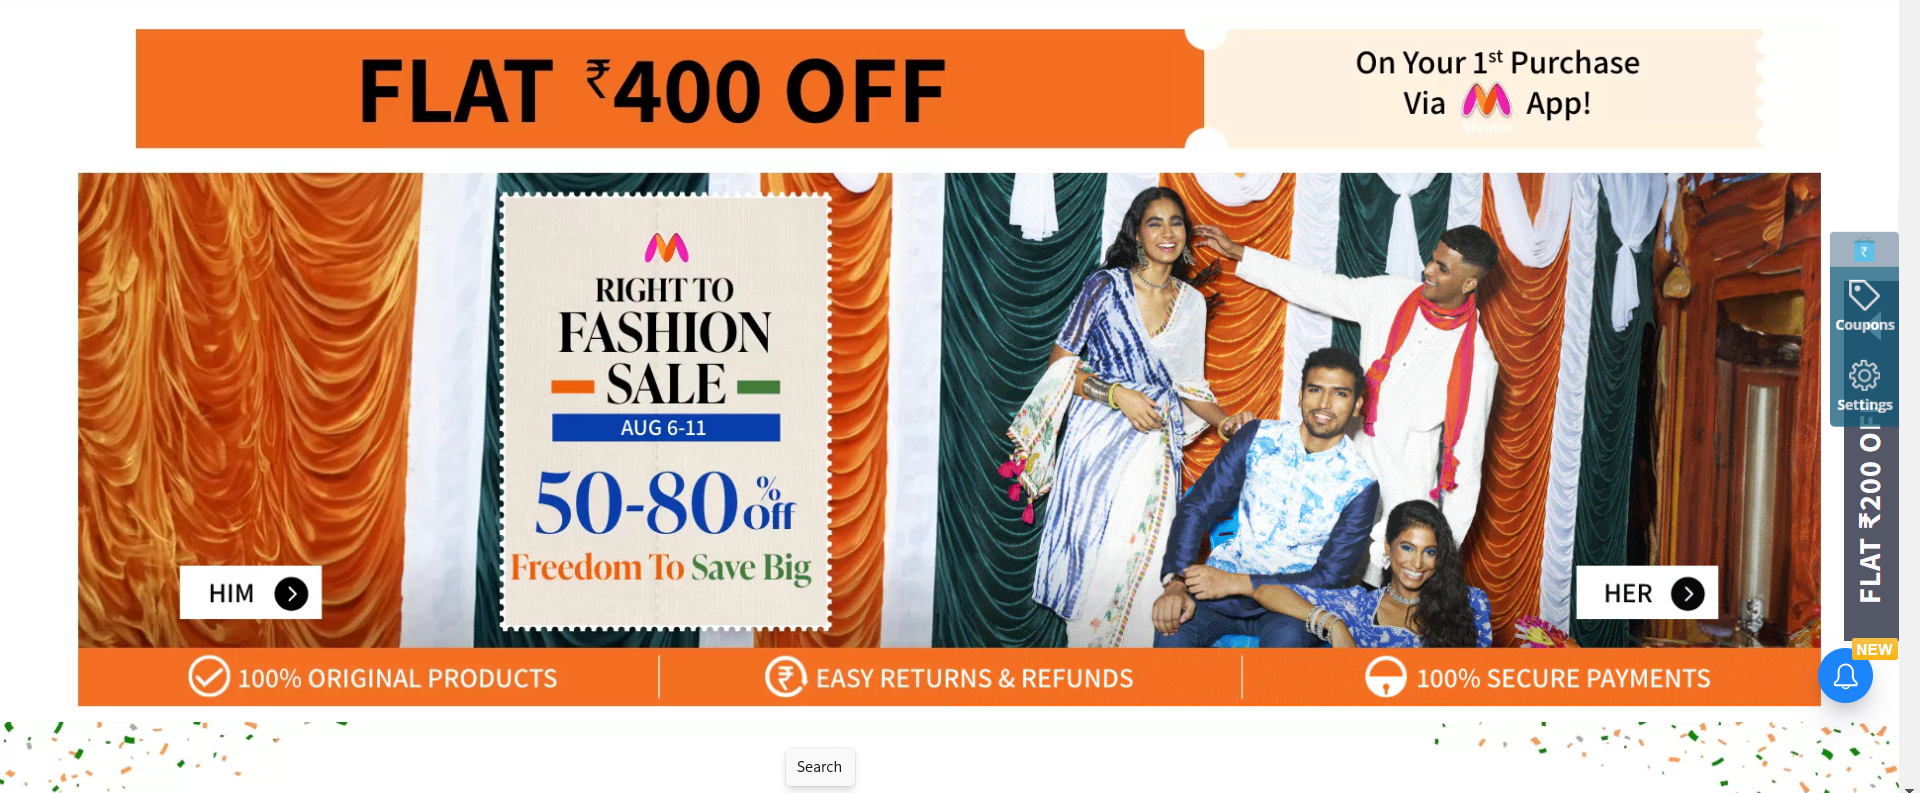 FLAT ₹400 OFF
On Your 1st Purchase
Via App!
Myntra
RIGHT TO
FASHION
SALE
AUG 6-11
50-80% off
Freedom To Save Big
HIM
HER
₹
Coupons
Settings
FLAT ₹200 OF
NEW
100% ORIGINAL PRODUCTS
EASY RETURNS & REFUNDS
100% SECURE PAYMENTS
Search